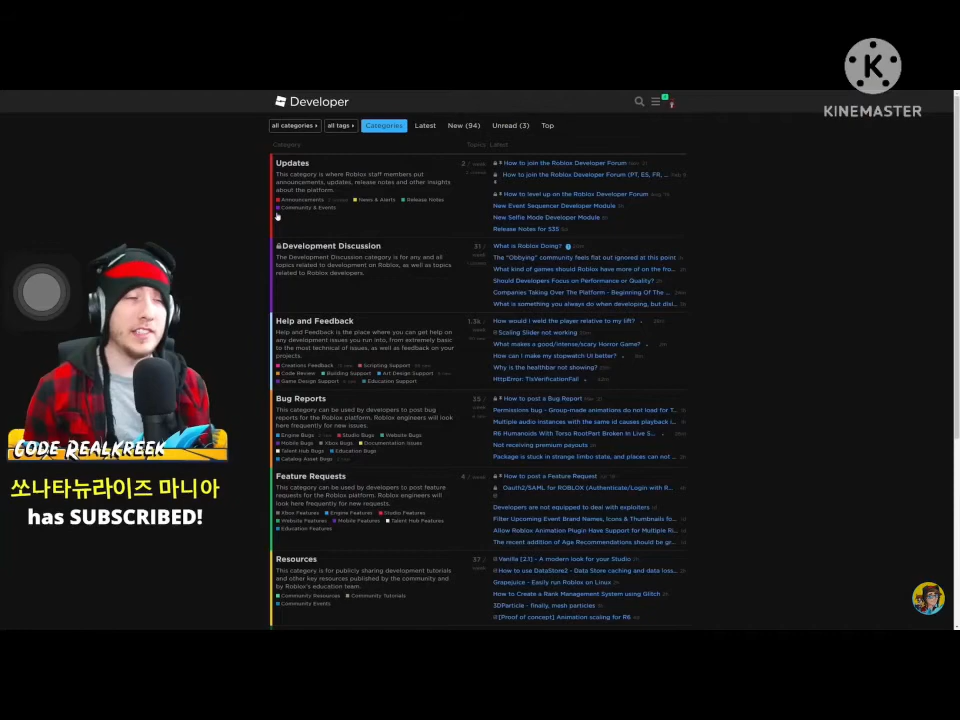 K
KINEMASTER
Developer
all categories
all tags
Categories
Latest
New (94)
Unread (3)
Top
Category
Topics
Latest
Updates
2 / week
This category is where Roblox staff members put
announcements, updates, release notes and other insights
about the platform.
Announcements
News & Alerts
Release Notes
Community & Events
How to join the Roblox Developer Forum
How to join the Roblox Developer Forum (PT, ES, FR, ...
How to level up on the Roblox Developer Forum
New Event Sequencer Developer Module
New Selfie Mode Developer Module
Release Notes for 535
Development Discussion
31 /
The Development Discussion category is for any and all
topics related to development on Roblox, as well as topics
related to Roblox developers.
What is Roblox Doing?
The "Obbying" community feels flat out ignored at this point
What kind of games should Roblox have more of on the fro...
Should Developers Focus on Performance or Quality?
Companies Taking Over The Platform - Beginning Of The ...
What is something you always do when developing, but disl...
Help and Feedback
1.3k /
Help and Feedback is the place where you can get help on
any development issues you run into, from extremely basic
to the most technical of issues, as well as feedback on your
projects.
Creations Feedback
Scripting Support
Code Review
Building Support
Art Design Support
Game Design Support
Education Support
How would I weld the player relative to my lift?
Scaling Slider not working
What makes a good/intense/scary Horror Game?
How can I make my stopwatch UI better?
Why is the healthbar not showing?
HttpError: TlsVerificationFail
Bug Reports
35 /
week
This category can be used by developers to post bug
reports for the Roblox platform. Roblox engineers will
look here frequently for new issues.
Engine Bugs
Studio Bugs
Website Bugs
Mobile Bugs
Xbox Bugs
Documentation Issues
Talent Hub Bugs
Education Bugs
Catalog Asset Bugs
How to post a Bug Report
Permissions bug - Group-made animations do not load for T...
Multiple audio instances with the same id causes playback i...
R6 Humanoids With Torso RootPart Broken In Live S...
Not receiving premium payouts
Package is stuck in strange limbo state, and places can not ...
Feature Requests
4 / week
This category can be used by developers to post feature
requests for the Roblox platform. Roblox engineers will
look here frequently for new requests.
Xbox Features
Engine Features
Studio Features
Website Features
Mobile Features
Talent Hub Features
Education Features
How to post a Feature Request
Oauth2/SAML for ROBLOX (Authenticate/Login with R...
Developers are not equipped to deal with exploiters
Filter Upcoming Event Brand Names, Icons & Thumbnails fo...
Allow Roblox Animation Plugin Have Support for Multiple Ri...
The recent addition of Age Recommendations should be gr...
Resources
37 /
week
This category is for publicly sharing development tutorials
and other key resources published by the community and
by Roblox's education team.
Community Resources
Community Tutorials
Community Events
Vanilla [2.1] - A modern look for your Studio
How to use DataStore2 - Data Store caching and data loss...
Grapejuice - Easily run Roblox on Linux
How to Create a Rank Management System using Glitch
3DParticle - finally, mesh particles
[Proof of concept] Animation scaling for R6
CODE REALKREEK
쏘나타뉴라이즈 마니아
has SUBSCRIBED!